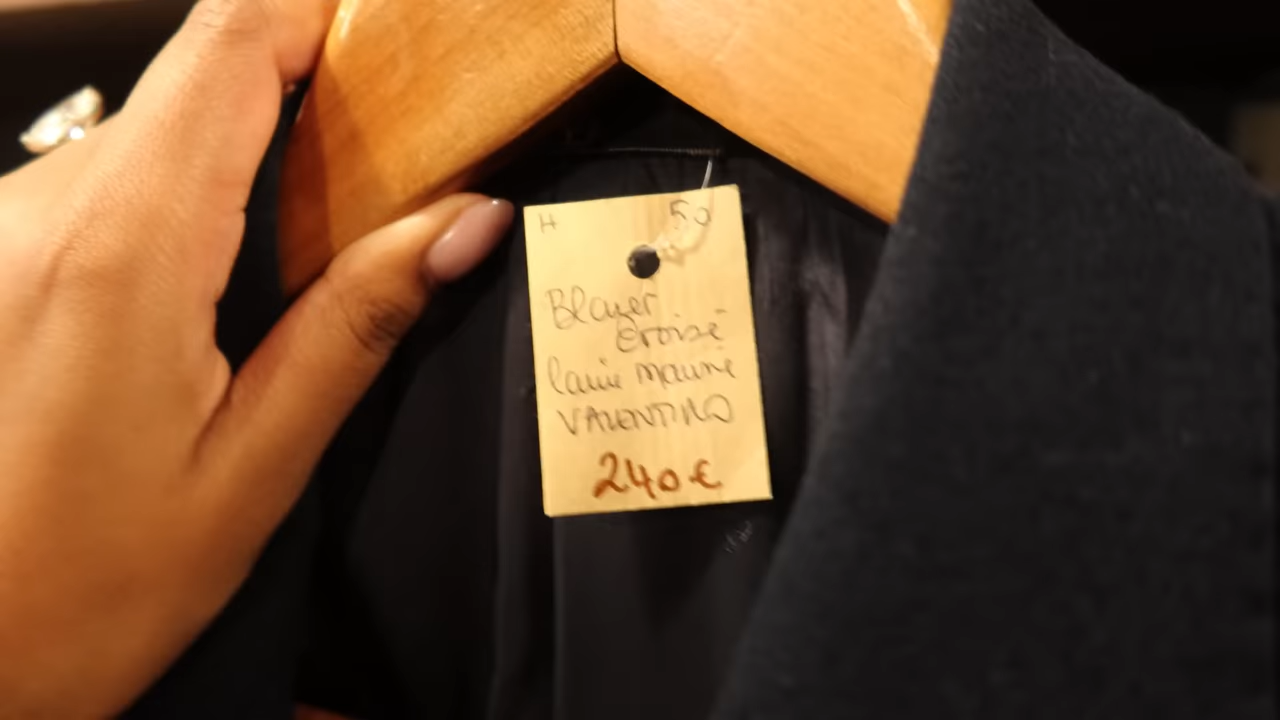 H 50
Blazer
croisé
laine marine
VALENTINO
240€